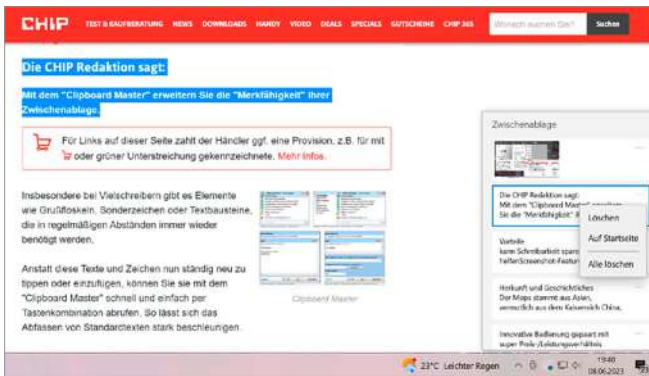 CHIP
TEST & KAUFBERATUNG NEWS DOWNLOADS HANDY VIDEO DEALS SPECIALS GUTSCHEINE CHIP 365
Wonach suchen Sie? Suchen
Die CHIP Redaktion sagt:
Mit dem "Clipboard Master" erweitern Sie die "Merkfähigkeit" Ihrer
Zwischenablage.
Für Links auf dieser Seite zahlt der Händler ggf. eine Provision, z.B. für mit
oder grüner Unterstreichung gekennzeichnete. Mehr Infos.
Insbesondere bei Vielschreibern gibt es Elemente
wie Grußfloskeln, Sonderzeichen oder Textbausteine,
die in regelmäßigen Abständen immer wieder
benötigt werden.
Anstatt diese Texte und Zeichen nun ständig neu zu
tippen oder einzufügen, können Sie sie mit dem
"Clipboard Master" schnell und einfach per
Tastenkombination abrufen. So lässt sich das
Abfassen von Standardtexten stark beschleunigen.
Clipboard Master
Zwischenablage
Die CHIP Redaktion sagt:
Mit dem "Clipboard Master"
Sie die "Merkfähigkeit"
Löschen
Auf Startseite
Alle löschen
Vorteile
kann Schreibarbeit
Herkunft und Geschichtliches
Der Mops stammt aus Asien,
vermutlich aus dem Kaiserreich China,
Innovative Bedienung gepaart mit
super Preis-/Leistungsverhältnis
23°C Leichter Regen
19:40
08.06.2023